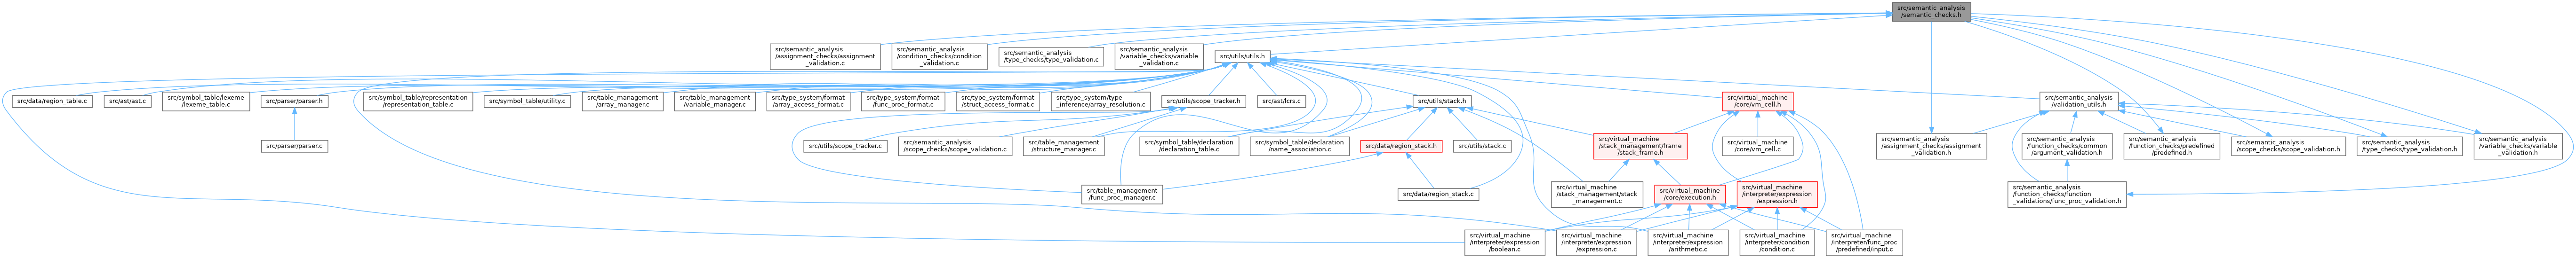 src/semantic_analysis
/semantic_checks.h
src/semantic_analysis
/assignment_checks/assignment
_validation.c
src/semantic_analysis
/condition_checks/condition
_validation.c
src/semantic_analysis
/type_checks/type_validation.c
src/semantic_analysis
/variable_checks/variable
_validation.c
src/utils/utils.h
src/data/region_table.c
src/ast/ast.c
src/symbol_table/lexeme
/lexeme_table.c
src/parser/parser.h
src/symbol_table/representation
/representation_table.c
src/symbol_table/utility.c
src/table_management
/array_manager.c
src/table_management
/variable_manager.c
src/type_system/format
/array_access_format.c
src/type_system/format
/func_proc_format.c
src/type_system/format
/struct_access_format.c
src/type_system/type
_inference/array_resolution.c
src/utils/scope_tracker.h
src/ast/lcrs.c
src/utils/stack.h
src/virtual_machine
/core/vm_cell.h
src/semantic_analysis
/validation_utils.h
src/parser/parser.c
src/utils/scope_tracker.c
src/semantic_analysis
/scope_checks/scope_validation.c
src/table_management
/structure_manager.c
src/symbol_table/declaration
/declaration_table.c
src/symbol_table/declaration
/name_association.c
src/data/region_stack.h
src/utils/stack.c
src/virtual_machine
/stack_management/frame
/stack_frame.h
src/virtual_machine
/core/vm_cell.c
src/semantic_analysis
/assignment_checks/assignment
_validation.h
src/semantic_analysis
/function_checks/common
/argument_validation.h
src/semantic_analysis
/function_checks/predefined
/predefined.h
src/semantic_analysis
/scope_checks/scope_validation.h
src/semantic_analysis
/type_checks/type_validation.h
src/semantic_analysis
/variable_checks/variable
_validation.h
src/table_management
/func_proc_manager.c
src/data/region_stack.c
src/virtual_machine
/stack_management/stack
_management.c
src/virtual_machine
/core/execution.h
src/virtual_machine
/interpreter/expression
/expression.h
src/semantic_analysis
/function_checks/function
_validations/func_proc_validation.h
src/virtual_machine
/interpreter/expression
/boolean.c
src/virtual_machine
/interpreter/expression
/expression.c
src/virtual_machine
/interpreter/expression
/arithmetic.c
src/virtual_machine
/interpreter/condition
/condition.c
src/virtual_machine
/interpreter/func_proc
/predefined/input.c